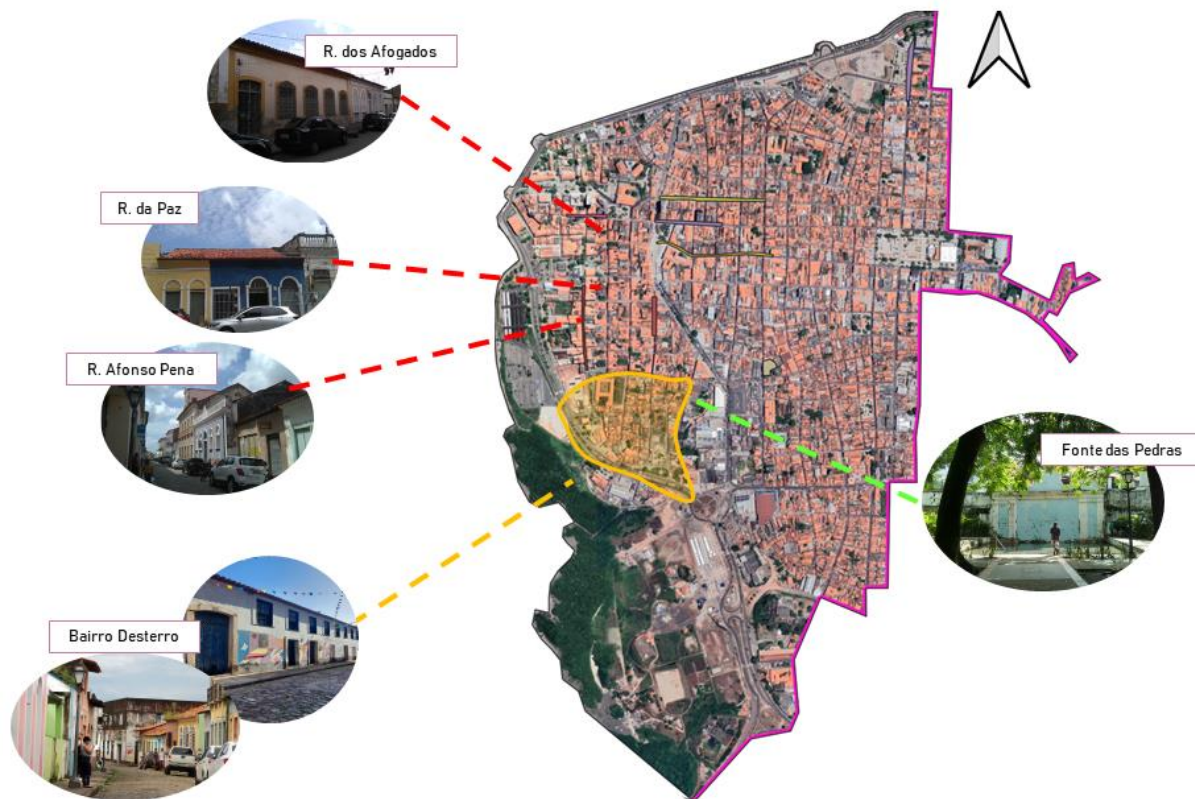 R. dos Afogados
R. da Paz
R. Afonso Pena
Fonte das Pedras
Bairro Desterro